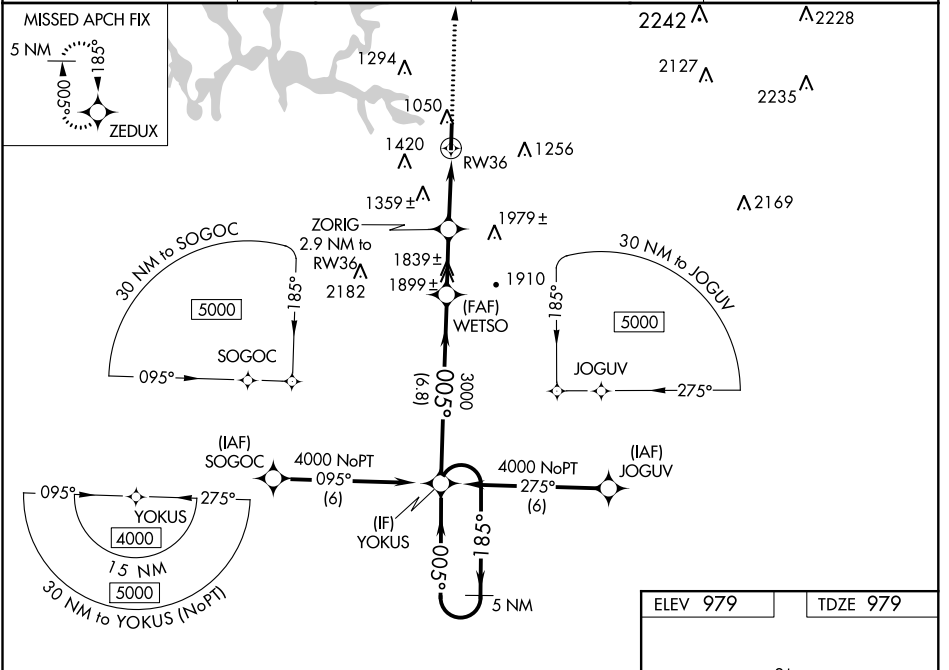 MISSED APCH FIX
5 NM
185°
005°
ZEDUX
2242
2228
1294
2127
2235
1050
1420
RW36
1256
1359±
2169
ZORIG
2.9 NM to
RW36
1979±
1839±
2182
1899±
1910
(FAF)
WETSO
30 NM to SOGOC
5000
185°
SOGOC
095°
30 NM to JOGUV
5000
185°
JOGUV
275°
3000
005°
(6.8)
(IAF)
SOGOC
4000 NoPT
095°
(6)
4000 NoPT
275°
(6)
(IAF)
JOGUV
(IF)
YOKUS
095°
275°
YOKUS
4000
15 NM
5000
30 NM to YOKUS (NoPT)
005°
185°
5 NM
ELEV 979
TDZE 979